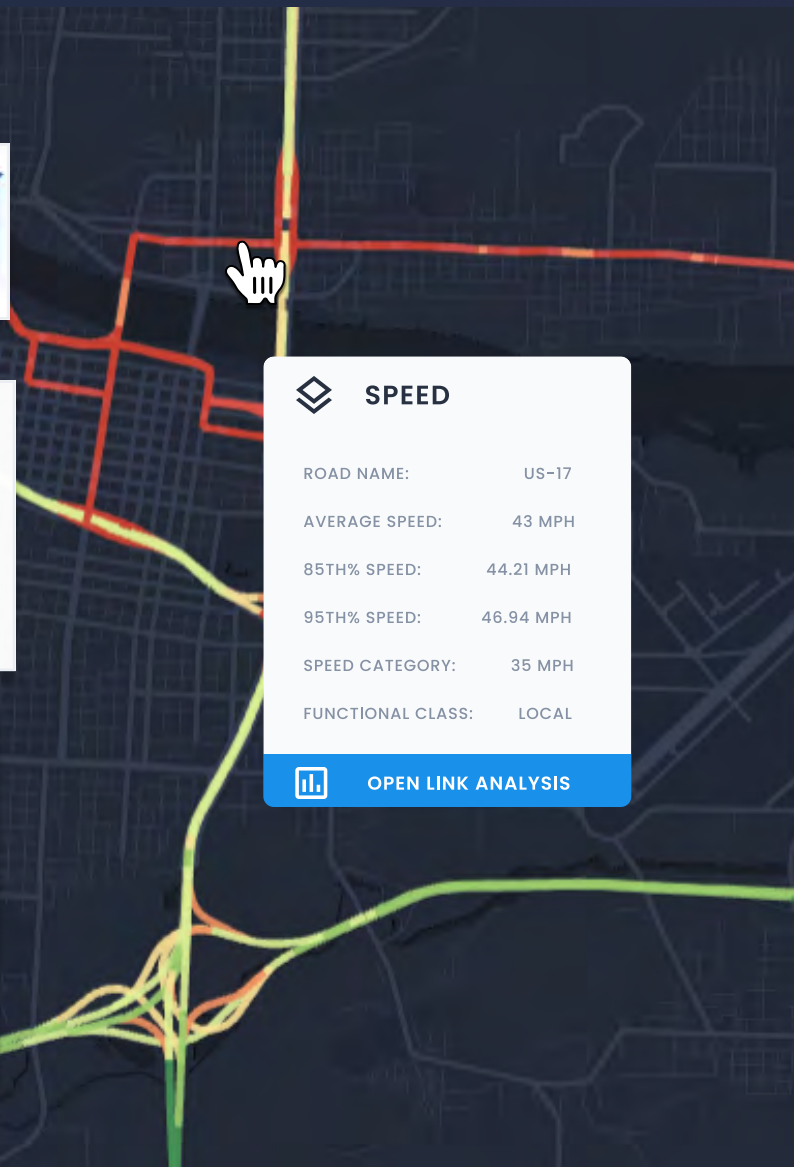 SPEED
ROAD NAME: US-17
AVERAGE SPEED: 43 MPH
85TH% SPEED: 44.21 MPH
95TH% SPEED: 46.94 MPH
SPEED CATEGORY: 35 MPH
FUNCTIONAL CLASS: LOCAL
OPEN LINK ANALYSIS